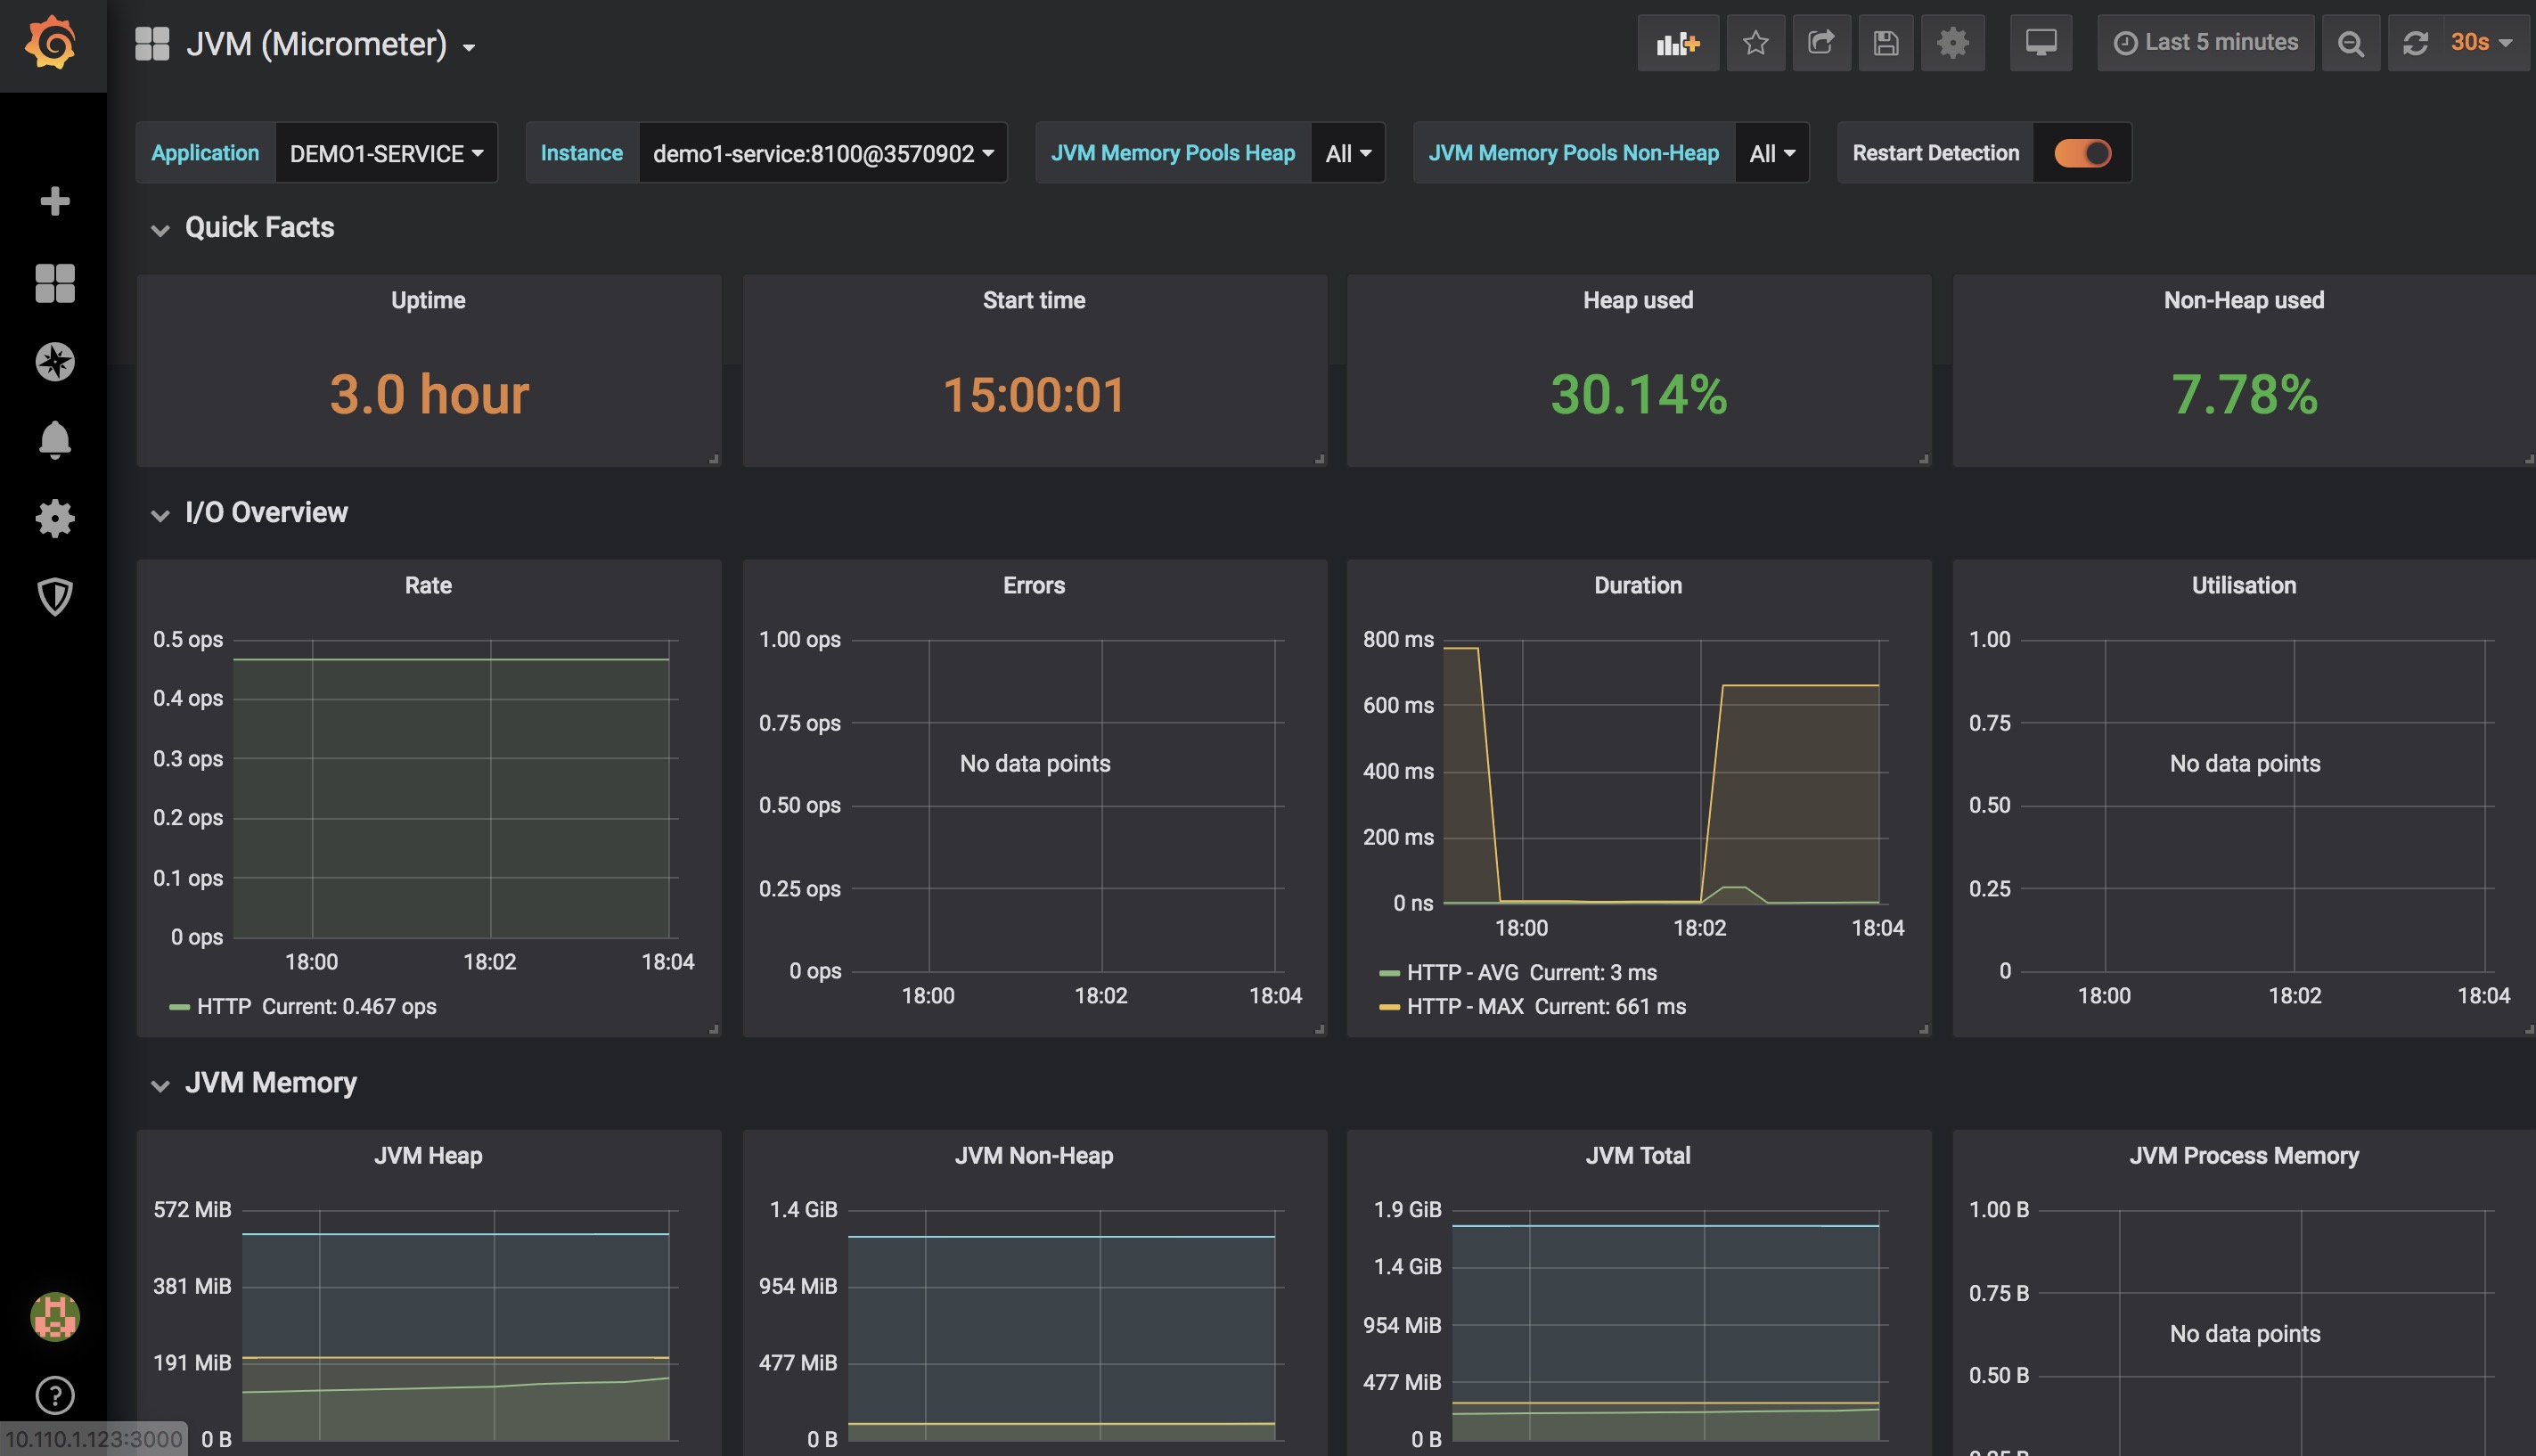 JVM (Micrometer)
Last 5 minutes
30s
Application DEMO1-SERVICE
Instance demo1-service:8100@3570902
JVM Memory Pools Heap All
JVM Memory Pools Non-Heap All
Restart Detection
Quick Facts
Uptime
3.0 hour
Start time
15:00:01
Heap used
30.14%
Non-Heap used
7.78%
I/O Overview
Rate
0.5 ops
0.4 ops
0.3 ops
0.2 ops
0.1 ops
0 ops
18:00 18:02 18:04
HTTP Current: 0.467 ops
Errors
1.00 ops
0.75 ops
No data points
0.50 ops
0.25 ops
0 ops
18:00 18:02 18:04
Duration
800 ms
600 ms
400 ms
200 ms
0 ns
18:00 18:02 18:04
HTTP - AVG Current: 3 ms
HTTP - MAX Current: 661 ms
Utilisation
1.00
0.75
No data points
0.50
0.25
0
18:00 18:02 18:04
JVM Memory
JVM Heap
572 MiB
381 MiB
191 MiB
0 B
JVM Non-Heap
1.4 GiB
954 MiB
477 MiB
0 B
JVM Total
1.9 GiB
1.4 GiB
954 MiB
477 MiB
0 B
JVM Process Memory
1.00 B
0.75 B
No data points
0.50 B
10.110.1.123:3000